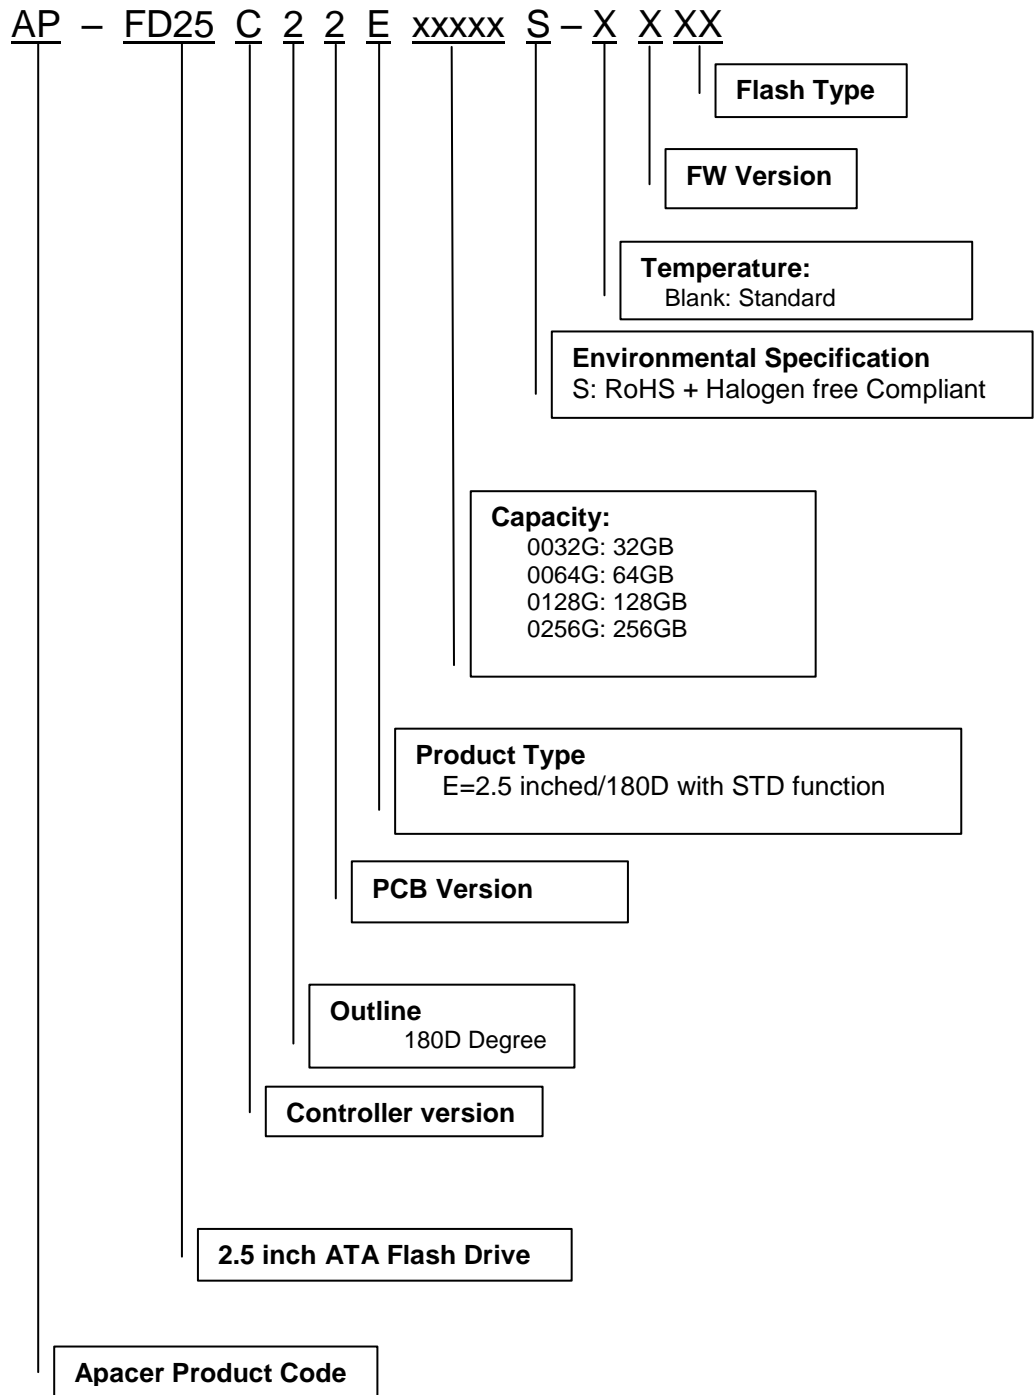 AP – FD25 C 2 2 E xxxxx S – X X XX
Flash Type
FW Version
Temperature:
Blank: Standard
Environmental Specification
S: RoHS + Halogen free Compliant
Capacity:
0032G: 32GB
0064G: 64GB
0128G: 128GB
0256G: 256GB
Product Type
E=2.5 inched/180D with STD function
PCB Version
Outline
180D Degree
Controller version
2.5 inch ATA Flash Drive
Apacer Product Code